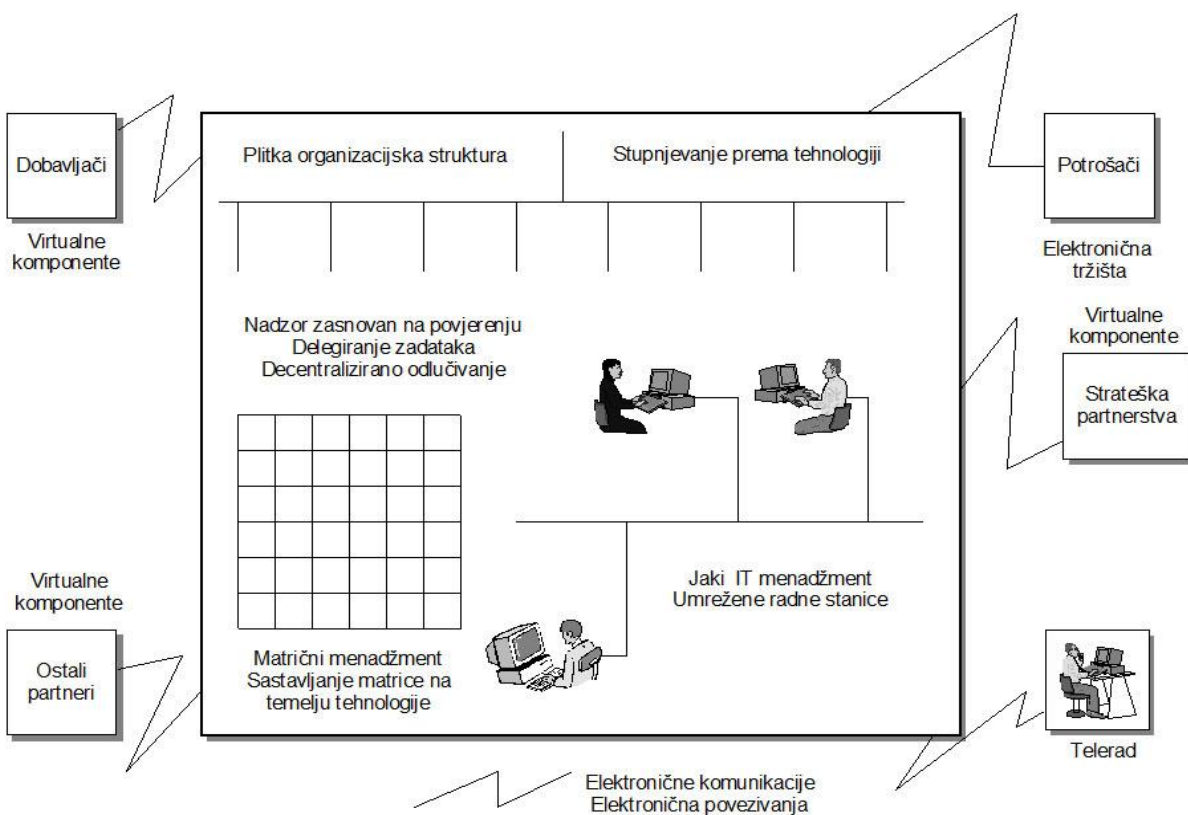 Dobavljači
Virtualne
komponente
Plitka organizacijska struktura
Stupnjevanje prema tehnologiji
Potrošači
Elektronična
tržišta
Nadzor zasnovan na povjerenju
Delegiranje zadataka
Decentralizirano odlučivanje
Virtualne
komponente
Strateška
partnerstva
Virtualne
komponente
Ostali
partneri
Jaki IT menadžment
Umrežene radne stanice
Matrični menadžment
Sastavljanje matrice na
temelju tehnologije
Telerad
Elektronične komunikacije
Elektronična povezivanja